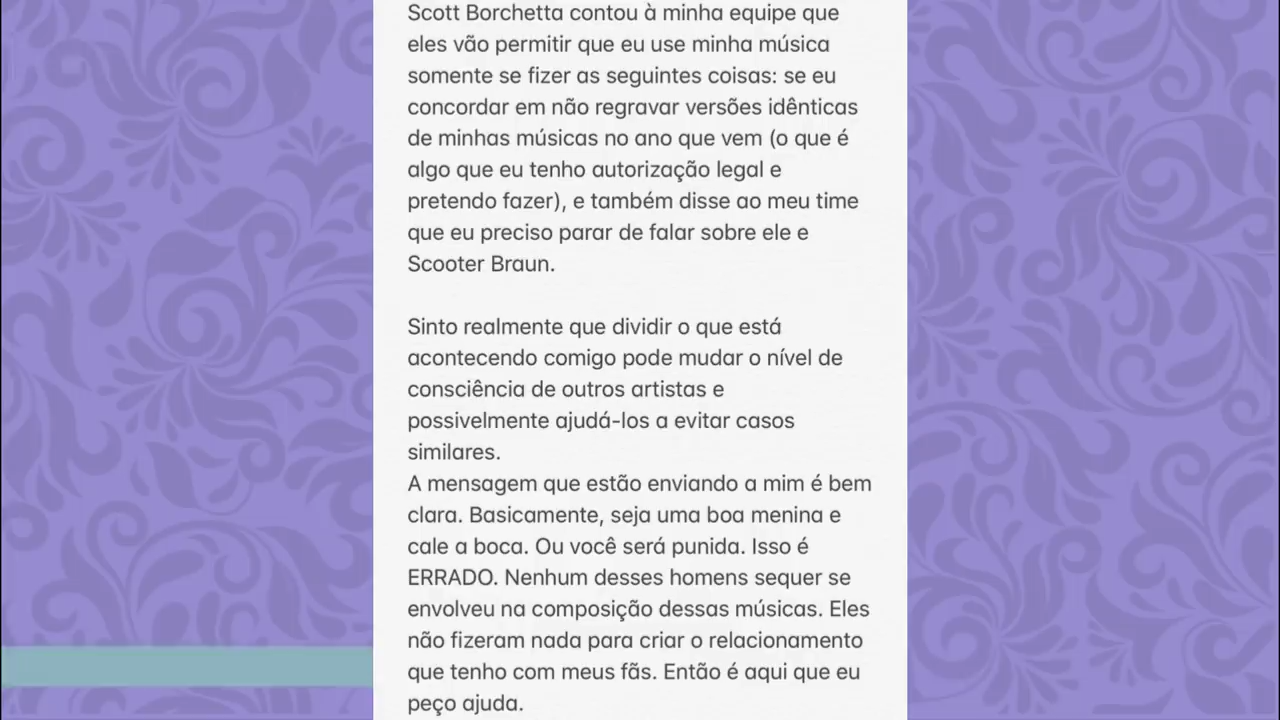 Scott Borchetta contou à minha equipe que
eles vão permitir que eu use minha música
somente se fizer as seguintes coisas: se eu
concordar em não regravar versões idênticas
de minhas músicas no ano que vem (o que é
algo que eu tenho autorização legal e
pretendo fazer), e também disse ao meu time
que eu preciso parar de falar sobre ele e
Scooter Braun.
Sinto realmente que dividir o que está
acontecendo comigo pode mudar o nível de
consciência de outros artistas e
possivelmente ajudá-los a evitar casos
similares.
A mensagem que estão enviando a mim é bem
clara. Basicamente, seja uma boa menina e
cale a boca. Ou você será punida. Isso é
ERRADO. Nenhum desses homens sequer se
envolveu na composição dessas músicas. Eles
não fizeram nada para criar o relacionamento
que tenho com meus fãs. Então é aqui que eu
peço ajuda.